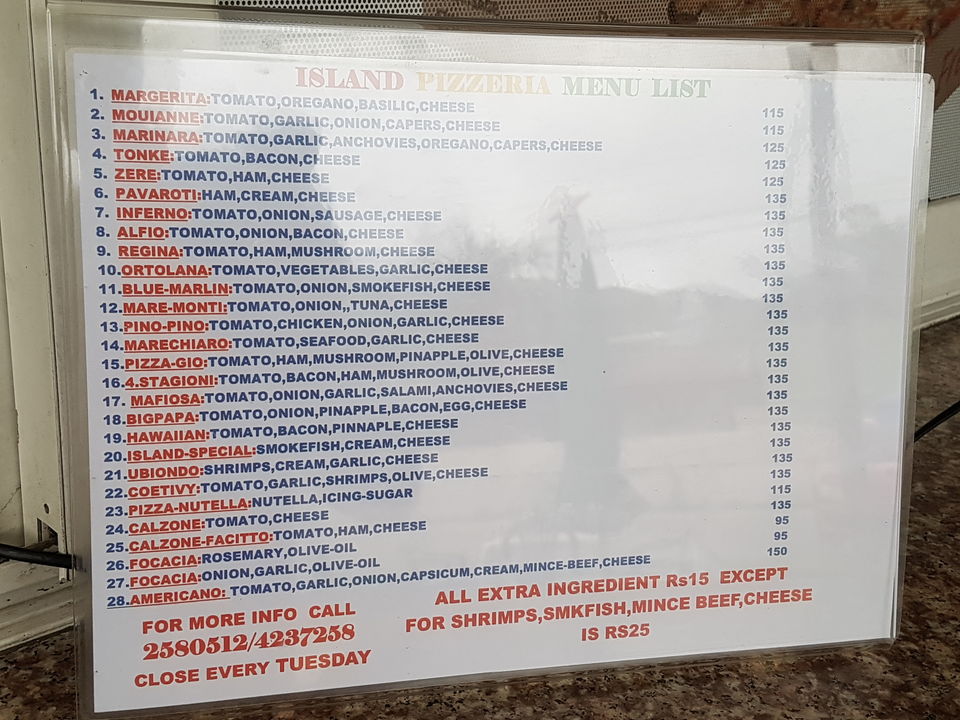 ISLAND PIZZERIA MENU LIST
1. MARGERITA:TOMATO,OREGANO,BASILIC,CHEESE 115
2. MOUIANNE:TOMATO,GARLIC,ONION,CAPERS,CHEESE 115
3. MARINARA:TOMATO,GARLIC,ANCHOVIES,OREGANO,CAPERS,CHEESE 125
4. TONKE:TOMATO,BACON,CHEESE 125
5. ZERE:TOMATO,HAM,CHEESE 125
6. PAVAROTI:HAM,CREAM,CHEESE 135
7. INFERNO:TOMATO,ONION,SAUSAGE,CHEESE 135
8. ALFIO:TOMATO,ONION,BACON,CHEESE 135
9. REGINA:TOMATO,HAM,MUSHROOM,CHEESE 135
10.ORTOLANA:TOMATO,VEGETABLES,GARLIC,CHEESE 135
11.BLUE-MARLIN:TOMATO,ONION,SMOKEFISH,CHEESE 135
12.MARE-MONTI:TOMATO,ONION,,TUNA,CHEESE 135
13.PINO-PINO:TOMATO,CHICKEN,ONION,GARLIC,CHEESE 135
14.MARECHIARO:TOMATO,SEAFOOD,GARLIC,CHEESE 135
15.PIZZA-GIO:TOMATO,HAM,MUSHROOM,PINAPPLE,OLIVE,CHEESE 135
16.4.STAGIONI:TOMATO,BACON,HAM,MUSHROOM,OLIVE,CHEESE 135
17. MAFIOSA:TOMATO,ONION,GARLIC,SALAMI,ANCHOVIES,CHEESE 135
18.BIGPAPA:TOMATO,ONION,PINAPPLE,BACON,EGG,CHEESE 135
19.HAWAIIAN:TOMATO,BACON,PINNAPLE,CHEESE 135
20.ISLAND-SPECIAL:SMOKEFISH,CREAM,CHEESE 135
21.UBIONDO:SHRIMPS,CREAM,GARLIC,CHEESE 135
22.COETIVY:TOMATO,GARLIC,SHRIMPS,OLIVE,CHEESE 135
23.PIZZA-NUTELLA:NUTELLA,ICING-SUGAR 135
24.CALZONE:TOMATO,CHEESE 115
25.CALZONE-FACITTO:TOMATO,HAM,CHEESE 135
26.FOCACIA:ROSEMARY,OLIVE-OIL 95
27.FOCACIA:ONION,GARLIC,OLIVE-OIL 95
28.AMERICANO: TOMATO,GARLIC,ONION,CAPSICUM,CREAM,MINCE-BEEF,CHEESE 150
FOR MORE INFO CALL
2580512/4237258
CLOSE EVERY TUESDAY
ALL EXTRA INGREDIENT Rs15 EXCEPT
FOR SHRIMPS,SMKFISH,MINCE BEEF,CHEESE
IS RS25